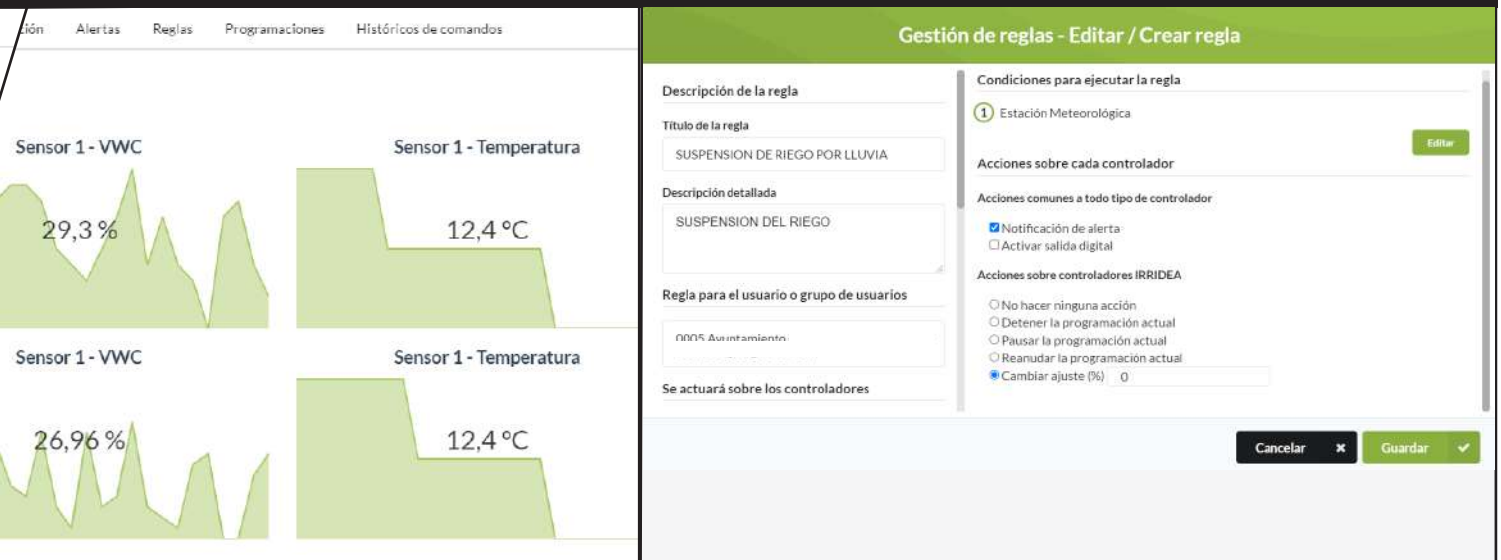 ción Alertas Reglas Programaciones Históricos de comandos
Sensor 1 - VWC
29,3 %
Sensor 1 - Temperatura
12,4 ºC
Sensor 1 - VWC
26,96 %
Sensor 1 - Temperatura
12,4 ºC
Gestión de reglas - Editar / Crear regla
Descripción de la regla
Título de la regla
SUSPENSION DE RIEGO POR LLUVIA
Descripción detallada
SUSPENSION DEL RIEGO
Regla para el usuario o grupo de usuarios
0005 Ayuntamiento
Se actuará sobre los controladores
Condiciones para ejecutar la regla
1 Estación Meteorológica
Editar
Acciones sobre cada controlador
Acciones comunes a todo tipo de controlador
Notificación de alerta
Activar salida digital
Acciones sobre controladores IRRIDEA
No hacer ninguna acción
Detener la programación actual
Pausar la programación actual
Reanudar la programación actual
Cambiar ajuste (%) 0
Cancelar
Guardar